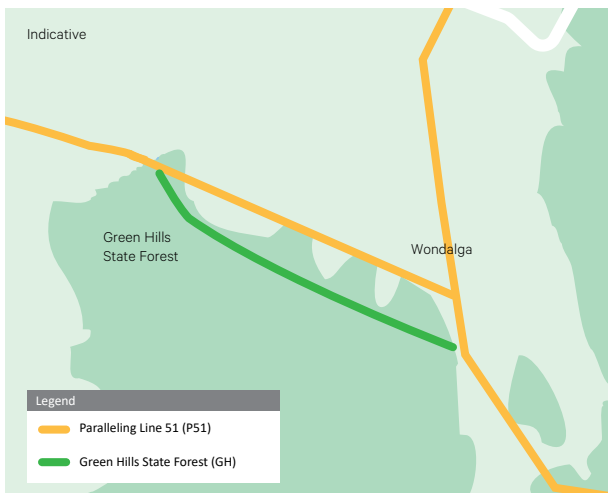 Indicative
Green Hills
State Forest
Wondalga
Legend
Paralleling Line 51 (P51)
Green Hills State Forest (GH)